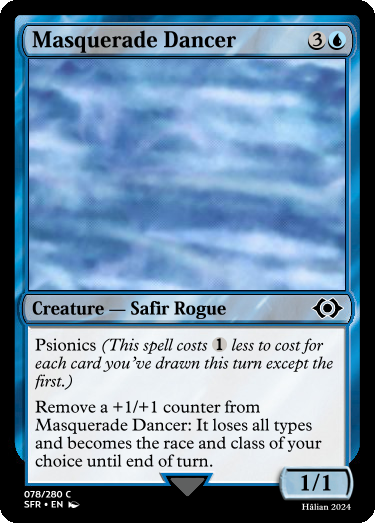 Masquerade Dancer 3
Creature — Safir Rogue
Psionics (This spell costs 1 less to cost for
each card you've drawn this turn except the
first.)
Remove a +1/+1 counter from
Masquerade Dancer: It loses all types
and becomes the race and class of your
choice until end of turn.
1/1
078/280 C
SFR • EN
Hålian 2024